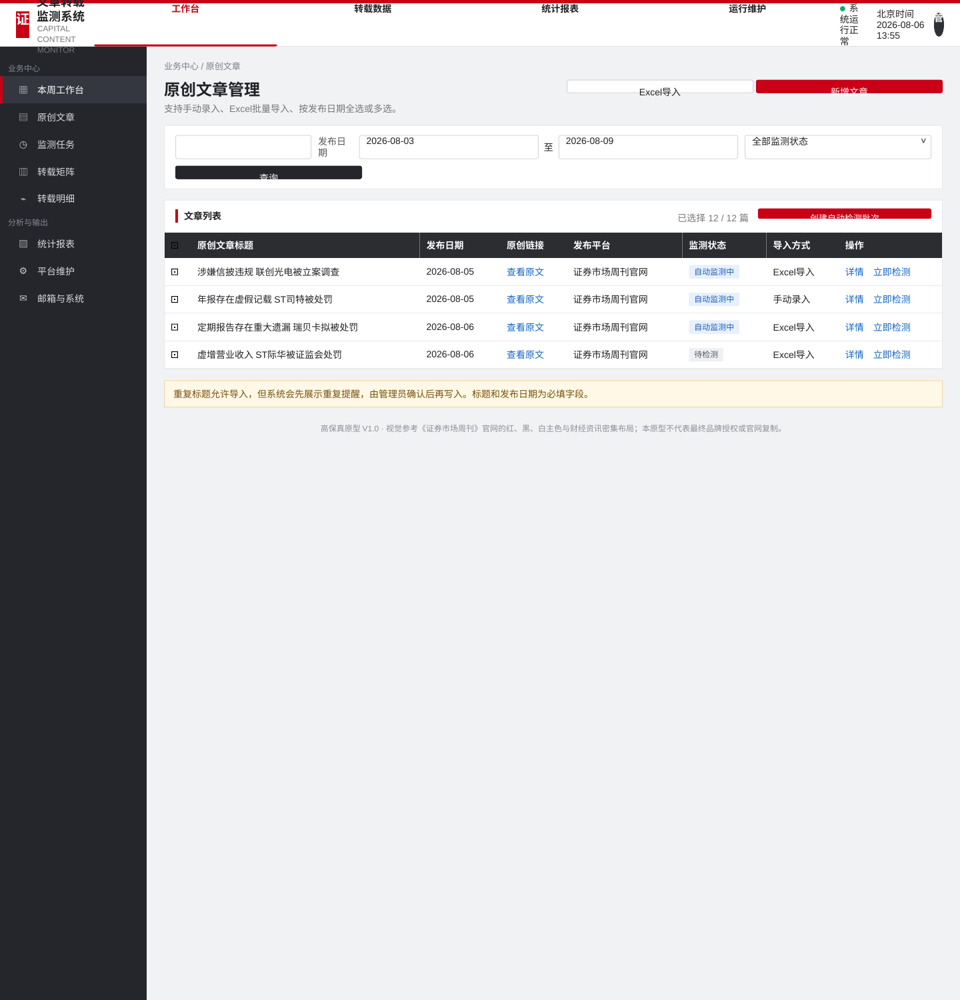 证
文章转载
监测系统
CAPITAL
CONTENT
MONITOR
工作台
转载数据
统计报表
运行维护
系
统运
行正
常
北京时间
2026-08-06
13:55
管
业务中心
本周工作台
原创文章
监测任务
转载矩阵
转载明细
分析与输出
统计报表
平台维护
邮箱与系统
业务中心 / 原创文章
原创文章管理
支持手动录入、Excel批量导入、按发布日期全选或多选。
Excel导入
新增文章
发布日
期
2026-08-03
至
2026-08-09
全部监测状态
查询
文章列表
已选择 12 / 12 篇
创建自动检测批次
原创文章标题 发布日期 原创链接 发布平台 监测状态 导入方式 操作
涉嫌信披违规 联创光电被立案调查 2026-08-05 查看原文 证券市场周刊官网 自动监测中 Excel导入 详情 立即检测
年报存在虚假记载 ST司特被处罚 2026-08-05 查看原文 证券市场周刊官网 自动监测中 手动录入 详情 立即检测
定期报告存在重大遗漏 瑞贝卡拟被处罚 2026-08-06 查看原文 证券市场周刊官网 自动监测中 Excel导入 详情 立即检测
虚增营业收入 ST际华被证监会处罚 2026-08-06 查看原文 证券市场周刊官网 待检测 Excel导入 详情 立即检测
重复标题允许导入，但系统会先展示重复提醒，由管理员确认后再写入。标题和发布日期为必填字段。
高保真原型 V1.0 · 视觉参考《证券市场周刊》官网的红、黑、白主色与财经资讯密集布局；本原型不代表最终品牌授权或官网复制。